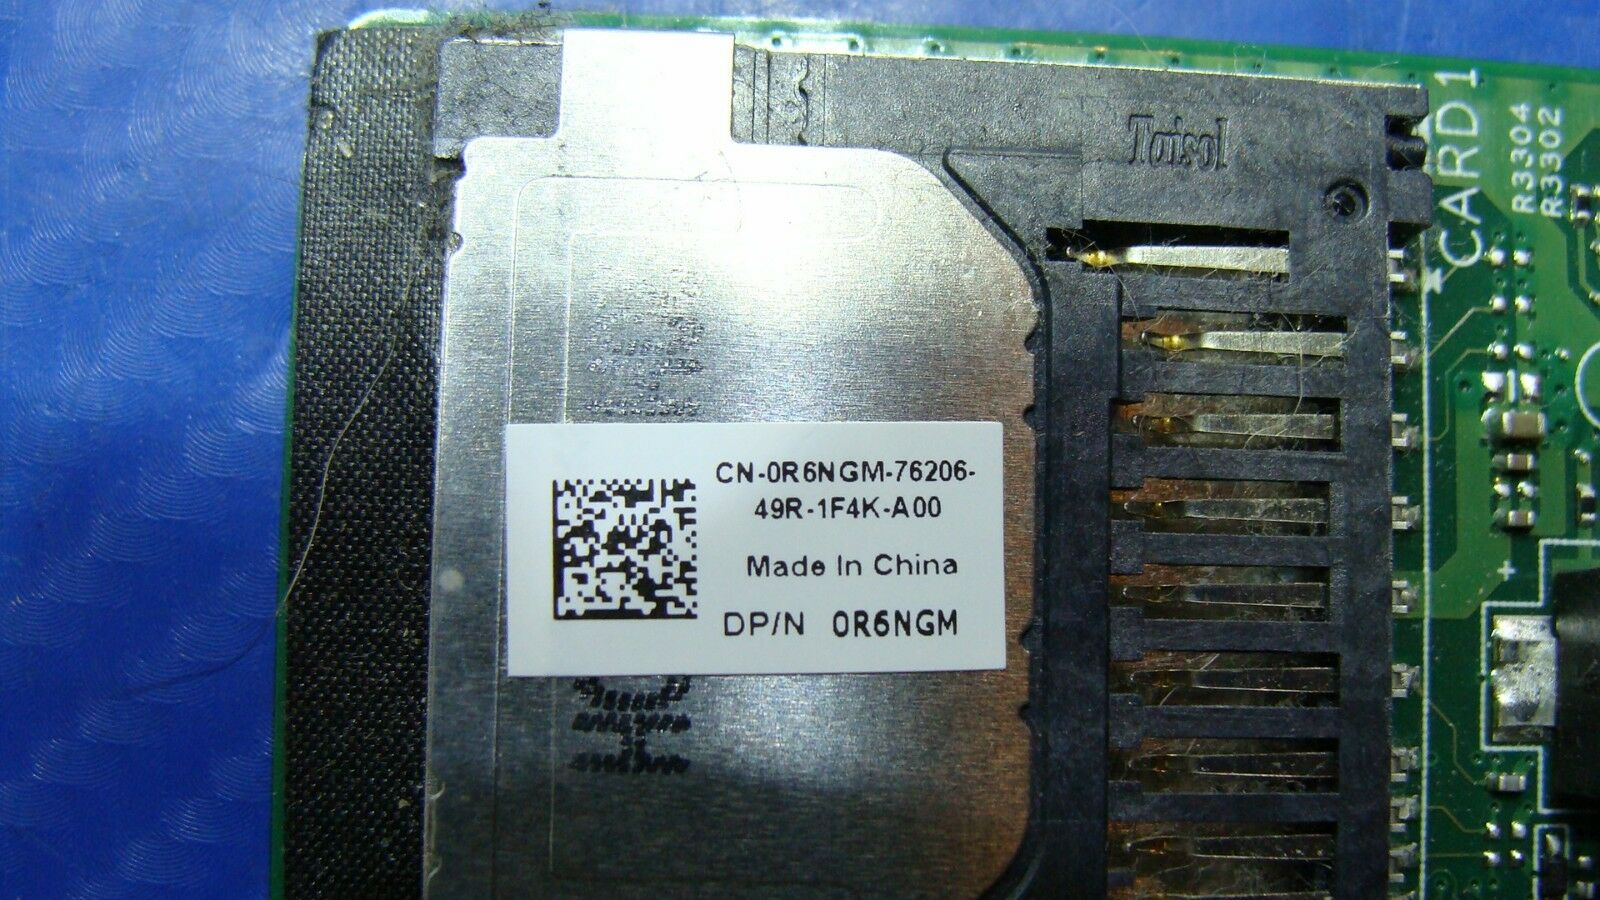 Taisol
CARD1
R3304
R3302
CN-0R6NGM-76206-
49R-1F4K-A00
Made In China
DP/N 0R6NGM
+